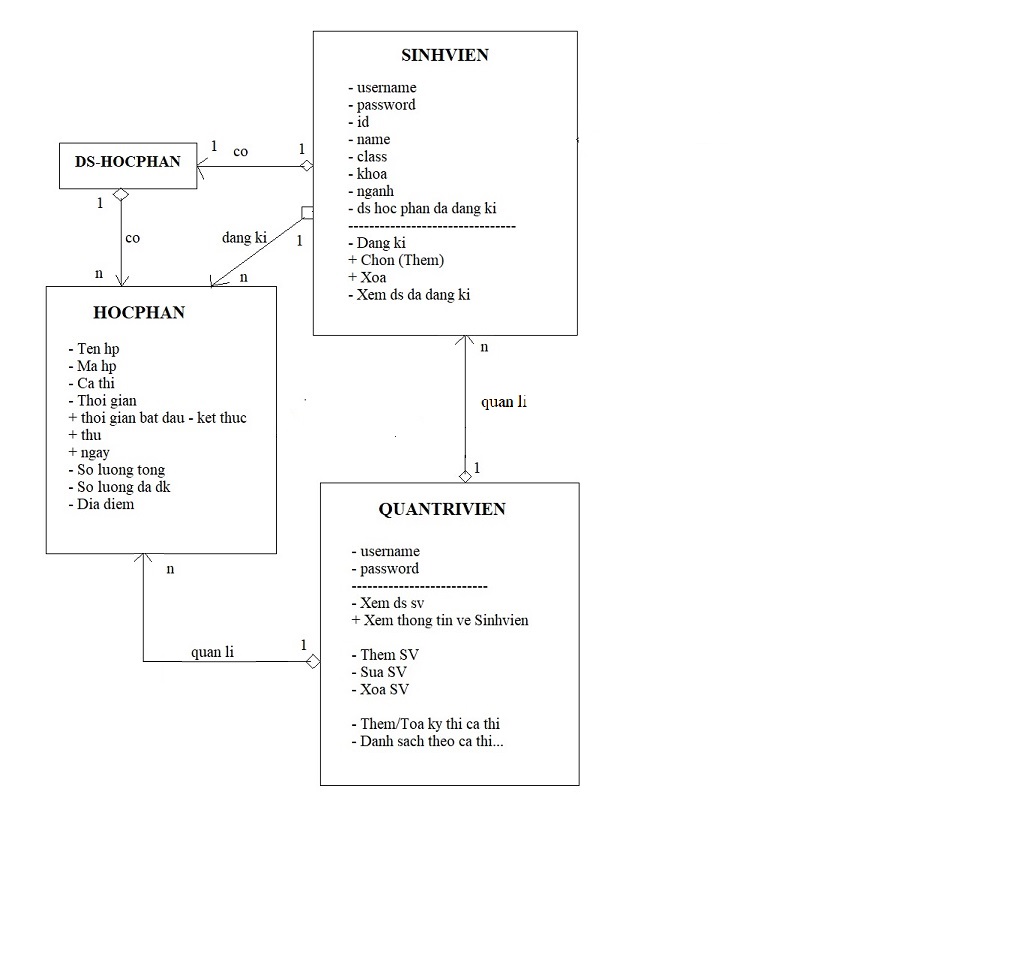 SINHVIEN
- username
- password
- id
- name
- class
- khoa
- nganh
- ds hoc phan da dang ki
--------------------------------
- Dang ki
+ Chon (Them)
+ Xoa
- Xem ds da dang ki
DS-HOCPHAN
1
co
1
1
co
n
dang ki
1
n
HOCPHAN
- Ten hp
- Ma hp
- Ca thi
- Thoi gian
+ thoi gian bat dau - ket thuc
+ thu
+ ngay
- So luong tong
- So luong da dk
- Dia diem
n
quan li
1
QUANTRIVIEN
- username
- password
--------------------------
- Xem ds sv
+ Xem thong tin ve Sinhvien
- Them SV
- Sua SV
- Xoa SV
- Them/Toa ky thi ca thi
- Danh sach theo ca thi...
n
quan li
1